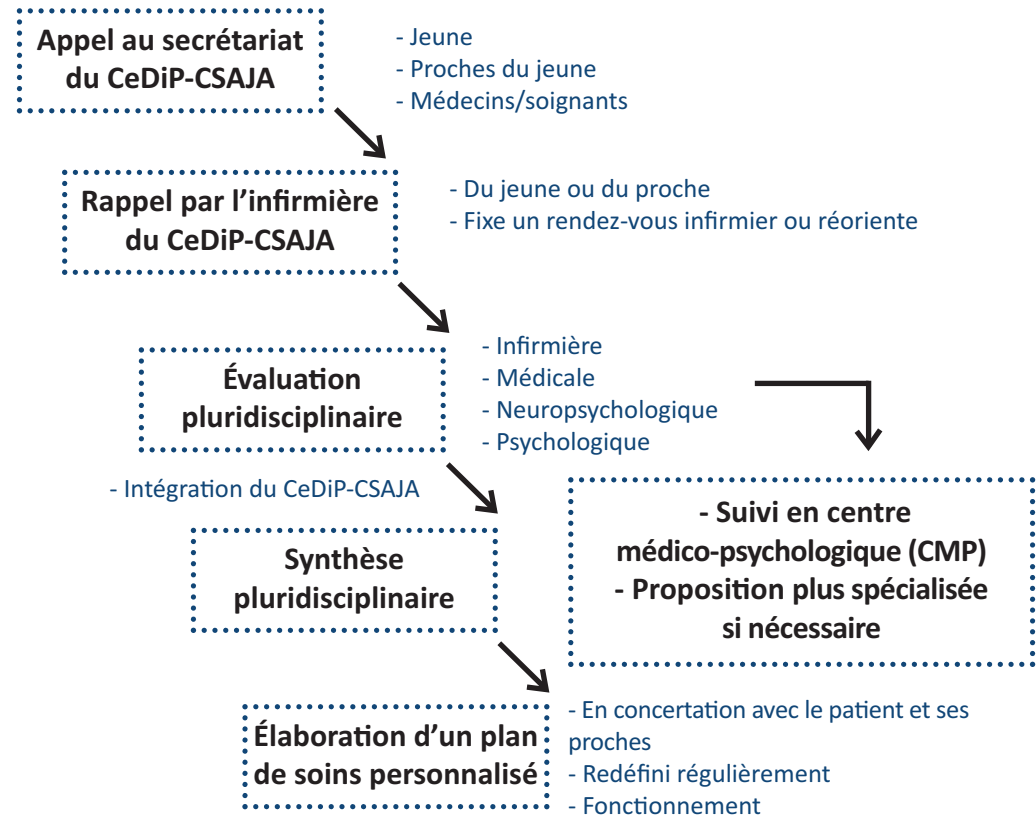 Appel au secrétariat
du CeDiP-CSAJA
- Jeune
- Proches du jeune
- Médecins/soignants
Rappel par l’infirmière
du CeDiP-CSAJA
- Du jeune ou du proche
- Fixe un rendez-vous infirmier ou réoriente
Évaluation
pluridisciplinaire
- Infirmière
- Médicale
- Neuropsychologique
- Psychologique
- Intégration du CeDiP-CSAJA
- Suivi en centre
médico-psychologique (CMP)
- Proposition plus spécialisée
si nécessaire
Synthèse
pluridisciplinaire
Élaboration d’un plan
de soins personnalisé
- En concertation avec le patient et ses
proches
- Redéfini régulièrement
- Fonctionnement